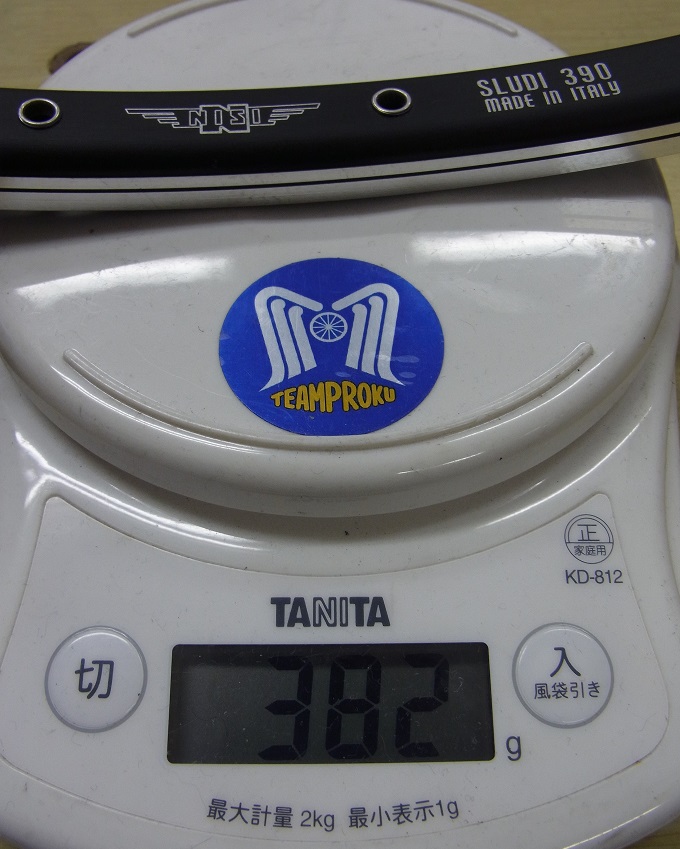 NISI
SLUDI 390
MADE IN ITALY
TEAMPROKU
正
家庭用
KD-812
TANITA
切
382
g
入
風袋引き
最大計量 2kg 最小表示1g